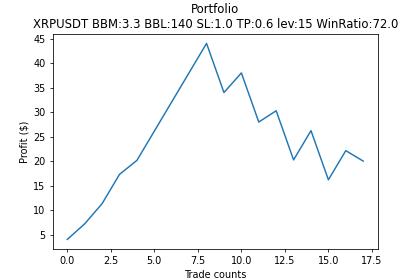 Portfolio
XRPUSDT BBM:3.3 BBL:140 SL:1.0 TP:0.6 lev:15 WinRatio:72.0
45
40
35
30
25
20
15
10
5
Profit ($)
0.0 2.5 5.0 7.5 10.0 12.5 15.0 17.5
Trade counts